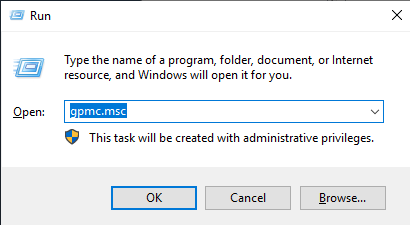 Run
Type the name of a program, folder, document, or Internet
resource, and Windows will open it for you.
Open: gpmc.msc
This task will be created with administrative privileges.
OK Cancel Browse...